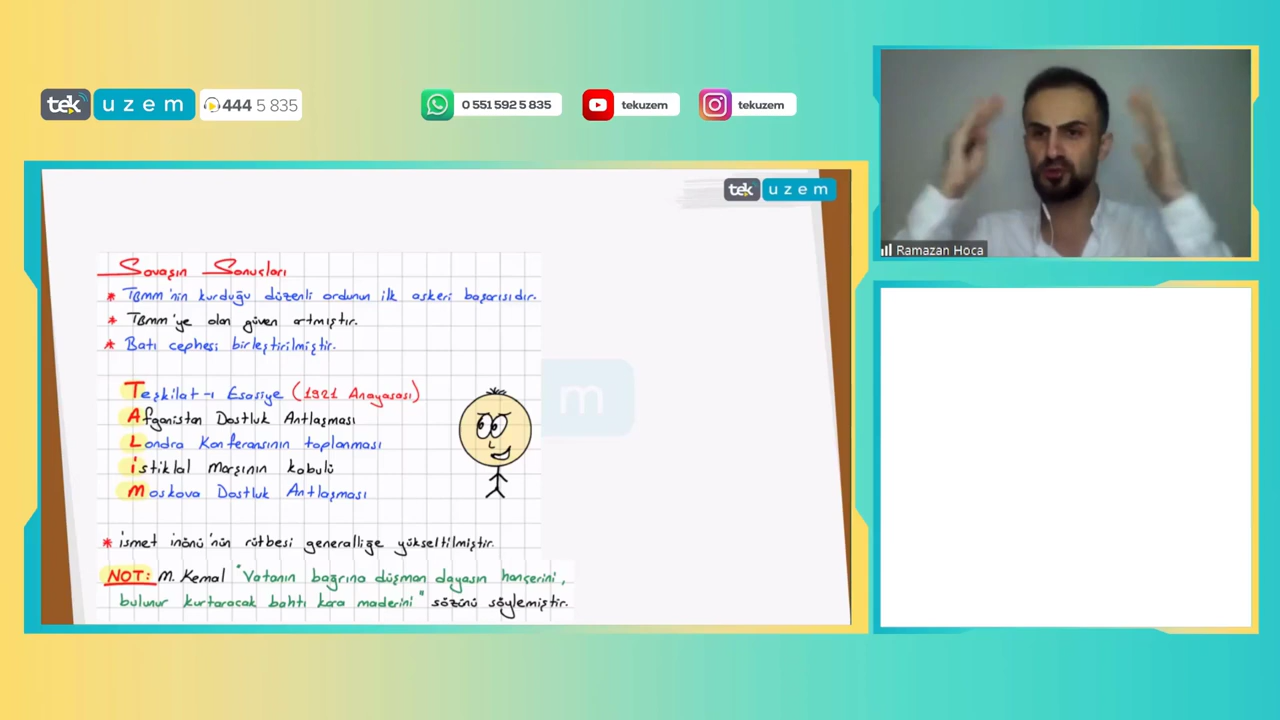 tek uzem 444 5 835
0 551 592 5 835
tekuzem
tekuzem
Ramazan Hoca
tek uzem
Savaşın Sonuçları
* TBMM'nin kurduğu düzenli ordunun ilk askeri başarısıdır.
* TBMM'ye olan güven artmıştır.
* Batı cephesi birleştirilmiştir.
Teşkilat-ı Esasiye (1921 Anayasası)
Afganistan Dostluk Antlaşması
Londra Konferansının toplanması
İstiklal Marşının kabulü
Moskova Dostluk Antlaşması
m
* İsmet İnönü'nün rütbesi generalliğe yükseltilmiştir.
NOT: M. Kemal "Vatanın bağrına düşman dayasın hançerini,
bulunur kurtaracak bahtı kara maderini" sözünü söylemiştir.